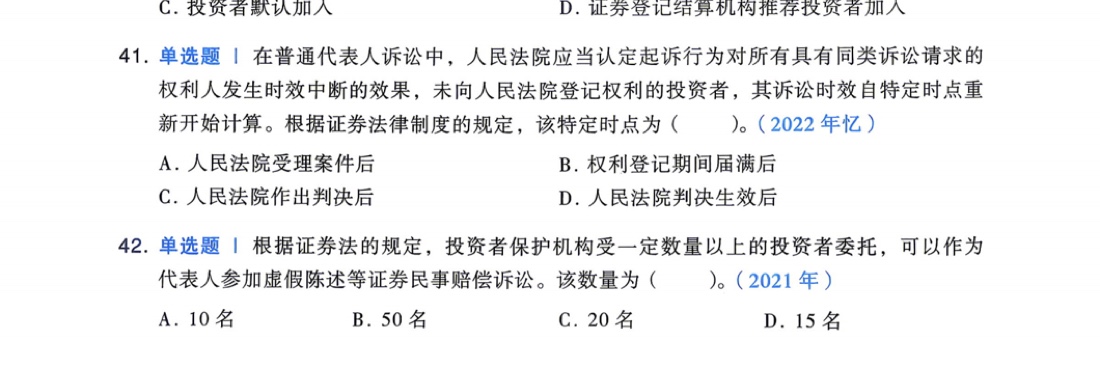 C. 投资者默认加入 D. 证券登记结算机构推荐投资者加入
41. 单选题 | 在普通代表人诉讼中，人民法院应当认定起诉行为对所有具有同类诉讼请求的
权利人发生时效中断的效果，未向人民法院登记权利的投资者，其诉讼时效自特定时点重
新开始计算。根据证券法律制度的规定，该特定时点为（　　）。（2022 年忆）
A. 人民法院受理案件后 B. 权利登记期间届满后
C. 人民法院作出判决后 D. 人民法院判决生效后
42. 单选题 | 根据证券法的规定，投资者保护机构受一定数量以上的投资者委托，可以作为
代表人参加虚假陈述等证券民事赔偿诉讼。该数量为（　　）。（2021 年）
A. 10 名 B. 50 名 C. 20 名 D. 15 名